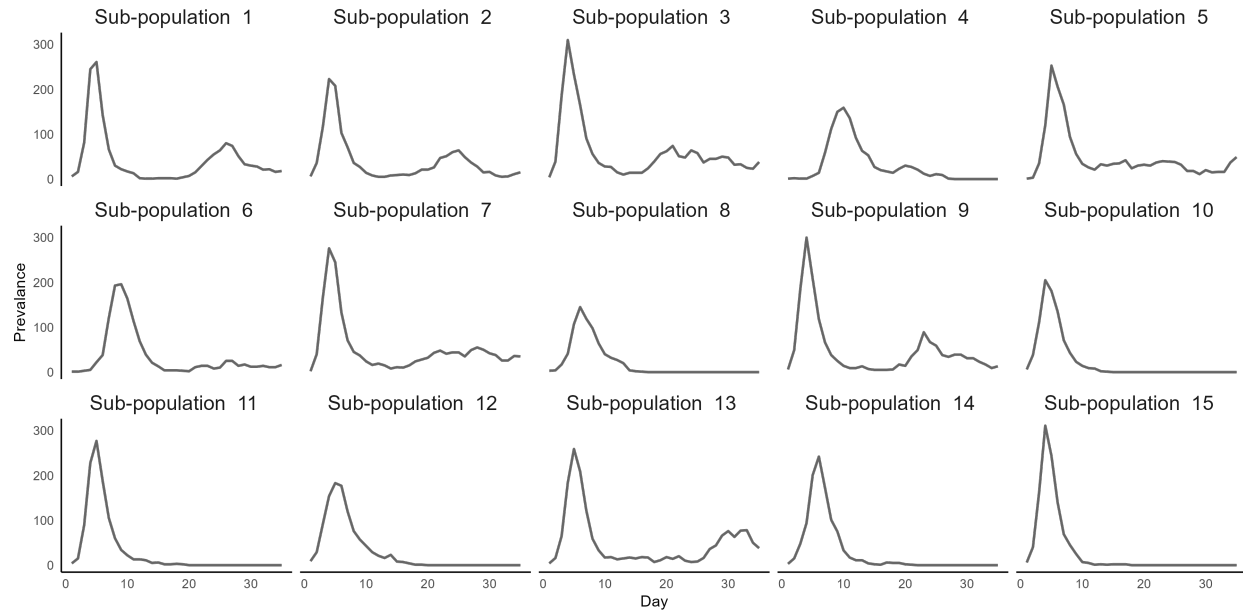 Sub-population 1
Sub-population 2
Sub-population 3
Sub-population 4
Sub-population 5
300
200
100
0
Sub-population 6
Sub-population 7
Sub-population 8
Sub-population 9
Sub-population 10
300
200
100
0
Prevalance
Sub-population 11
Sub-population 12
Sub-population 13
Sub-population 14
Sub-population 15
300
200
100
0
0 10 20 30
0 10 20 30
0 10 20 30
0 10 20 30
0 10 20 30
Day